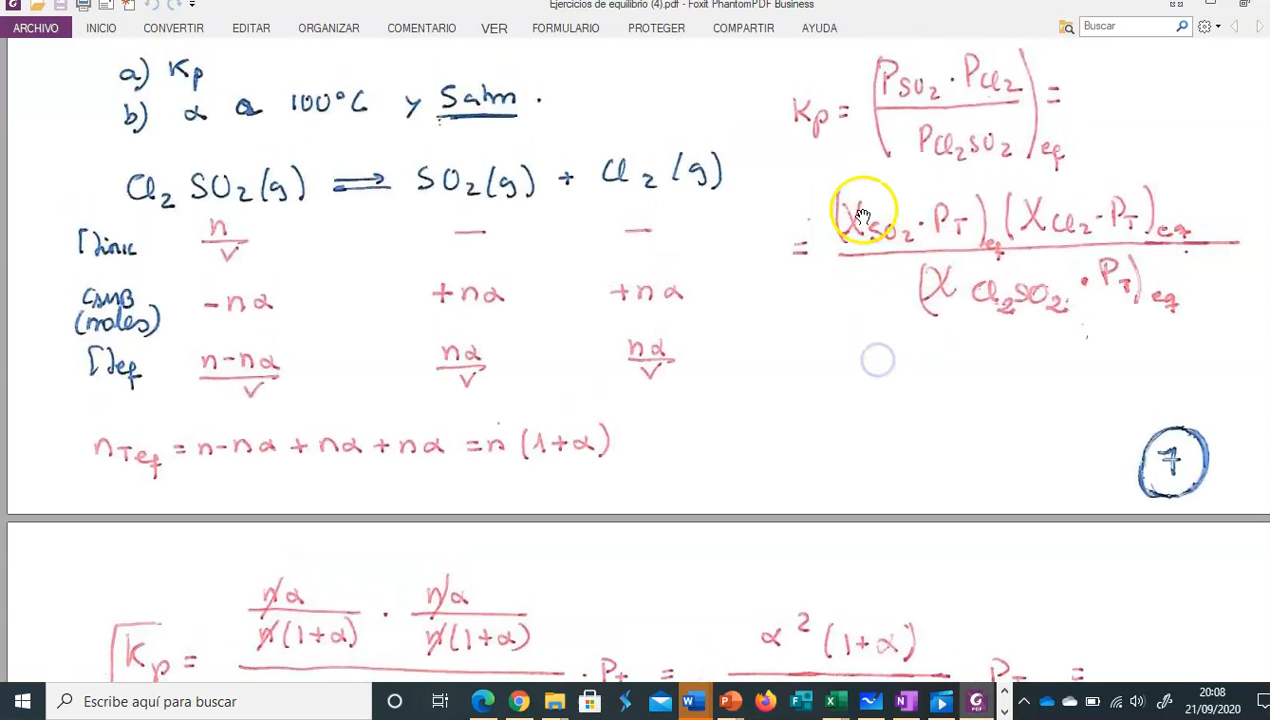 Ejercicios de equilibrio (4).pdf - Foxit PhantomPDF Business
ARCHIVO INICIO CONVERTIR EDITAR ORGANIZAR COMENTARIO VER FORMULARIO PROTEGER COMPARTIR AYUDA Buscar
a) Kp
b) α a 100°C y 5atm.
Cl₂SO₂(g) ⇌ SO₂(g) + Cl₂(g)
[ ]inic n/V — —
CAMB (moles) -nα +nα +nα
[ ]eq (n-nα)/V nα/V nα/V
nTeq = n-nα + nα + nα = n (1+α)
Kp = (PSO₂ · PCl₂ / PCl₂SO₂)eq =
= (XSO₂ · PT)eq (XCl₂ · PT)eq / (XCl₂SO₂ · PT)eq
7
Kp = nα/n(1+α) · nα/n(1+α) · PT = α² (1+α) PT =
Escribe aquí para buscar
20:08
21/09/2020